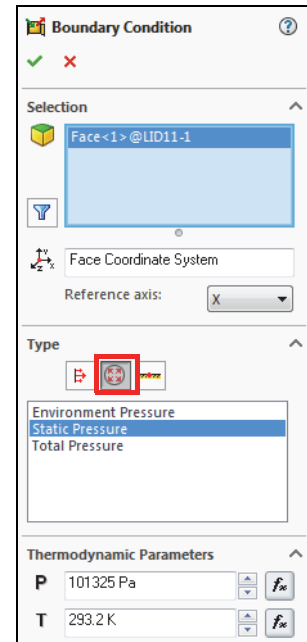 Boundary Condition
Selection
Face<1>@LID11-1
Face Coordinate System
Reference axis: X
Type
Environment Pressure
Static Pressure
Total Pressure
Thermodynamic Parameters
P 101325 Pa
T 293.2 K